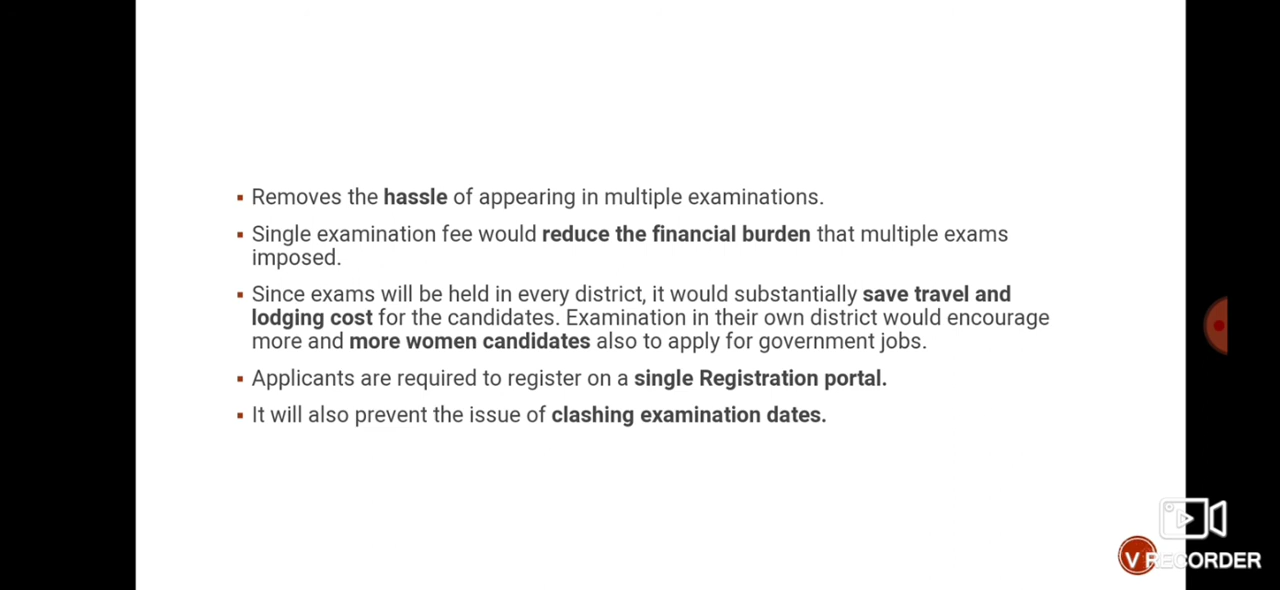 Removes the hassle of appearing in multiple examinations.
Single examination fee would reduce the financial burden that multiple exams
imposed.
Since exams will be held in every district, it would substantially save travel and
lodging cost for the candidates. Examination in their own district would encourage
more and more women candidates also to apply for government jobs.
Applicants are required to register on a single Registration portal.
It will also prevent the issue of clashing examination dates.
V RECORDER